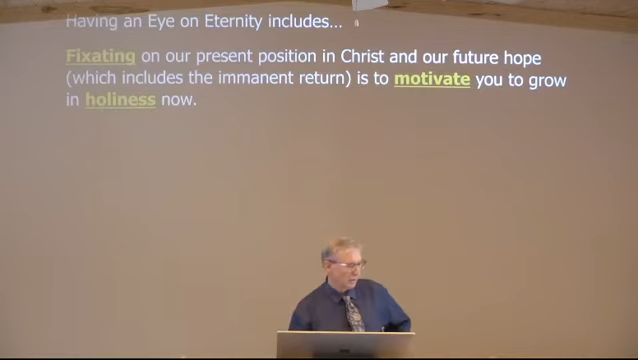 Having an Eye on Eternity includes…
Fixating on our present position in Christ and our future hope
(which includes the immanent return) is to motivate you to grow
in holiness now.